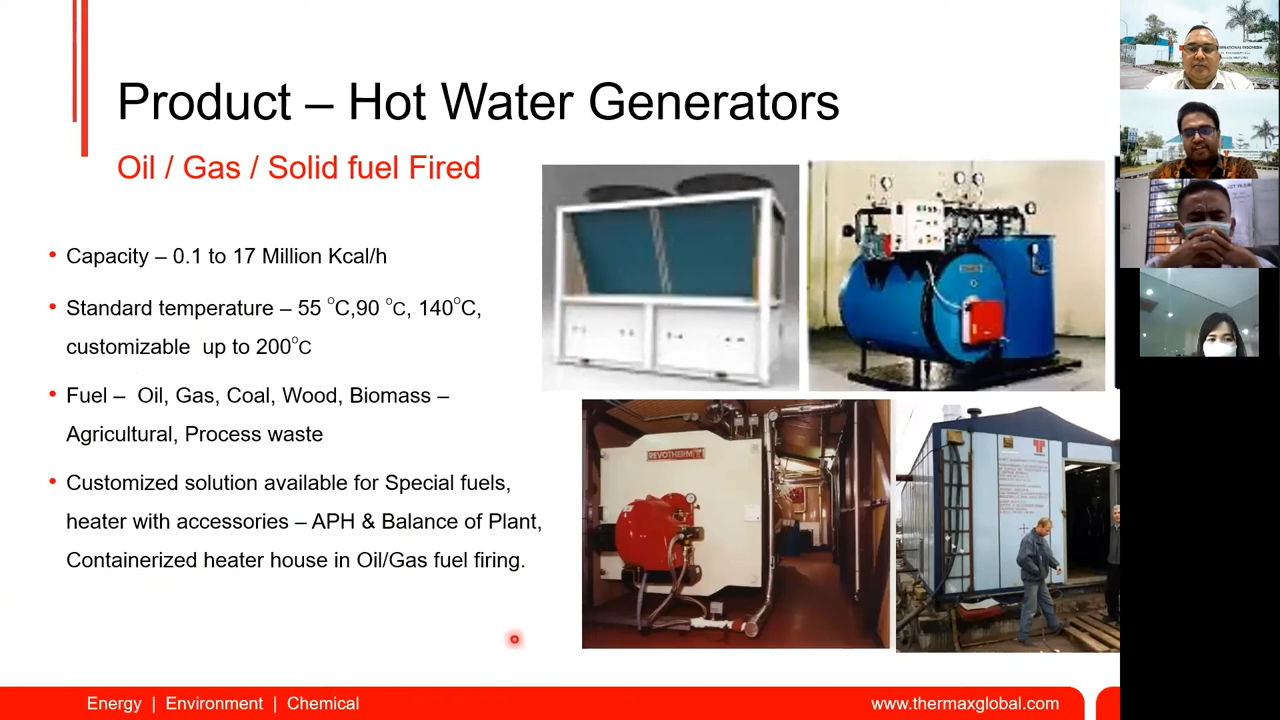 Product – Hot Water Generators
Oil / Gas / Solid fuel Fired
• Capacity – 0.1 to 17 Million Kcal/h
• Standard temperature – 55 °C,90 °C, 140°C,
customizable up to 200°C
• Fuel – Oil, Gas, Coal, Wood, Biomass –
Agricultural, Process waste
• Customized solution available for Special fuels,
heater with accessories – APH & Balance of Plant,
Containerized heater house in Oil/Gas fuel firing.
REVOTHERM
Energy | Environment | Chemical
www.thermaxglobal.com